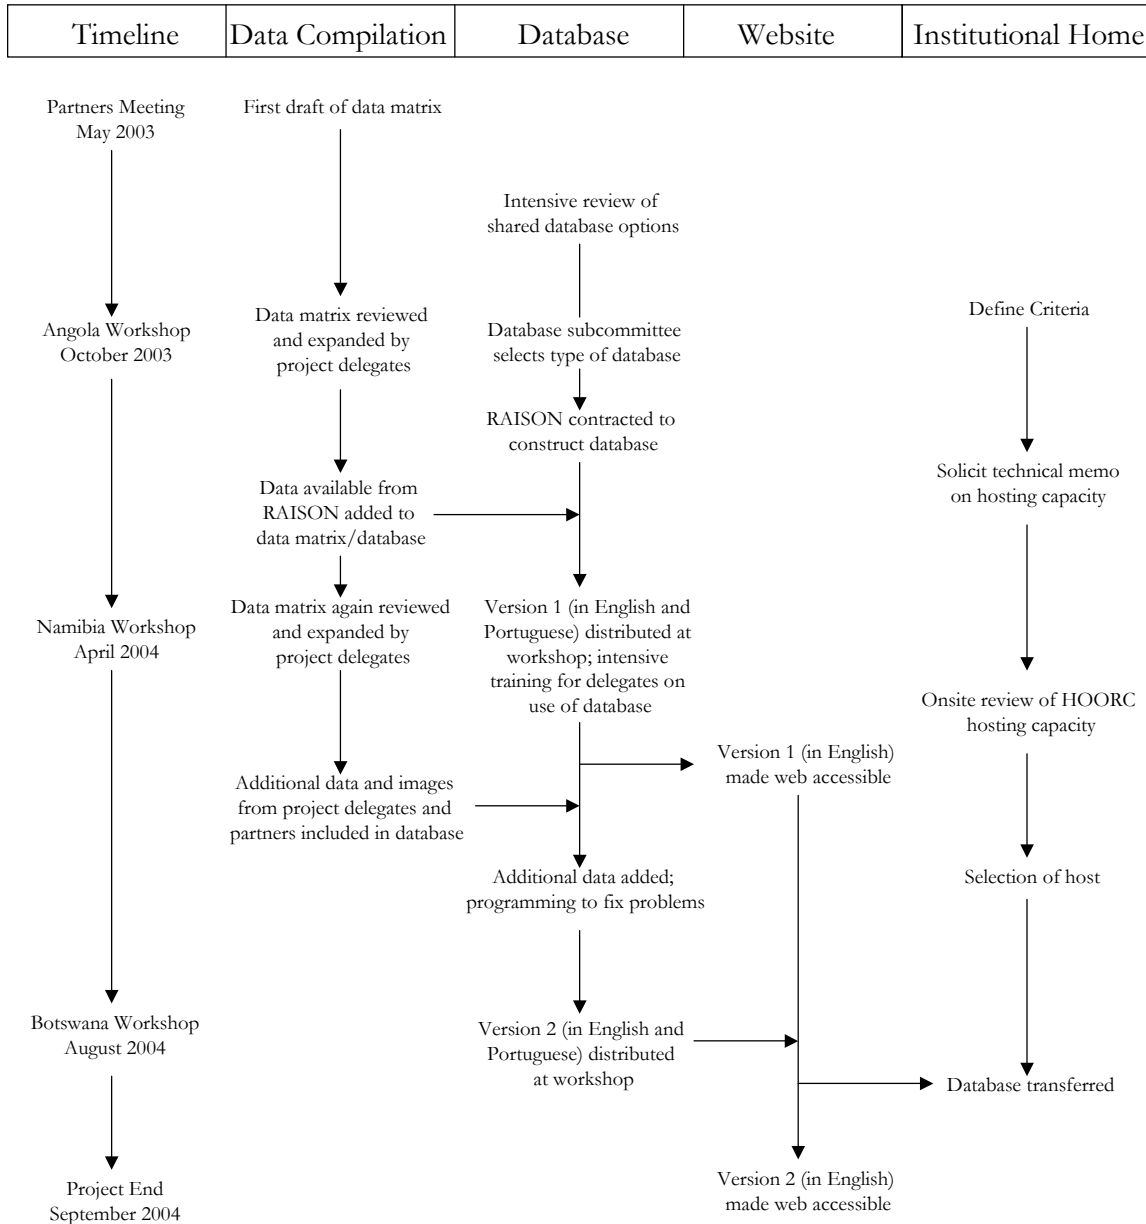 Timeline
Data Compilation
Database
Website
Institutional Home
Partners Meeting
May 2003
Angola Workshop
October 2003
Namibia Workshop
April 2004
Botswana Workshop
August 2004
Project End
September 2004
First draft of data matrix
Data matrix reviewed
and expanded by
project delegates
Data available from
RAISON added to
data matrix/database
Data matrix again reviewed
and expanded by
project delegates
Additional data and images
from project delegates and
partners included in database
Intensive review of
shared database options
Database subcommittee
selects type of database
RAISON contracted to
construct database
Version 1 (in English and
Portuguese) distributed at
workshop; intensive
training for delegates on
use of database
Additional data added;
programming to fix problems
Version 2 (in English and
Portuguese) distributed
at workshop
Version 1 (in English)
made web accessible
Version 2 (in English)
made web accessible
Define Criteria
Solicit technical memo
on hosting capacity
Onsite review of HOORC
hosting capacity
Selection of host
Database transferred